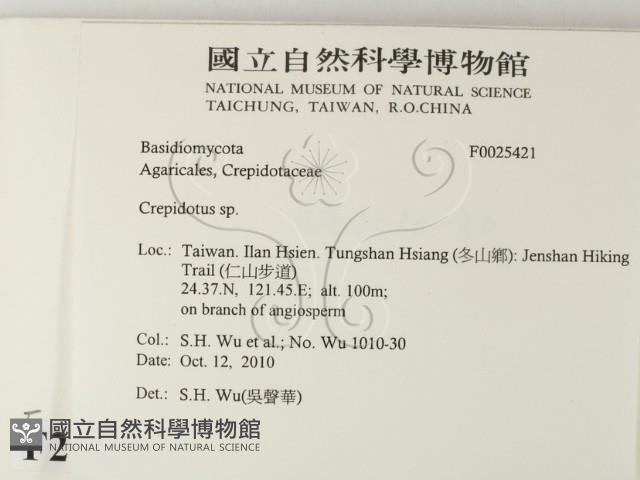 國立自然科學博物館
NATIONAL MUSEUM OF NATURAL SCIENCE
TAICHUNG, TAIWAN, R.O.CHINA
Basidiomycota F0025421
Agaricales, Crepidotaceae
Crepidotus sp.
Loc.: Taiwan. Ilan Hsien. Tungshan Hsiang (冬山鄉): Jenshan Hiking
Trail (仁山步道)
24.37.N, 121.45.E; alt. 100m;
on branch of angiosperm
Col.: S.H. Wu et al.; No. Wu 1010-30
Date: Oct. 12, 2010
Det.: S.H. Wu(吳聲華)
國立自然科學博物館
NATIONAL MUSEUM OF NATURAL SCIENCE
T2